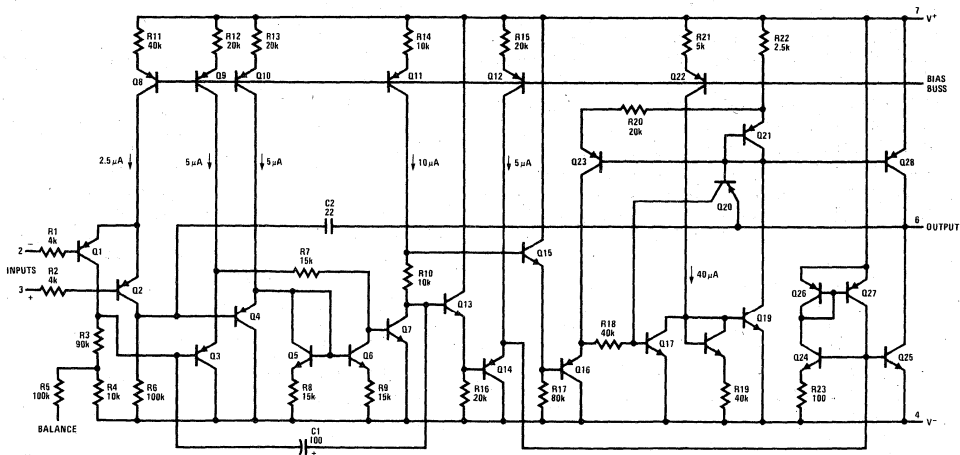 7 V+
R11
40k
R12
20k
R13
20k
R14
10k
R15
20k
R21
5k
R22
2.5k
Q8
Q9
Q10
Q11
Q12
Q22
BIAS
BUSS
R20
20k
Q21
Q23
Q28
2.5μA
5μA
5μA
10μA
5μA
Q20
C2
22
6
OUTPUT
R1
4k
2 −
Q1
R7
15k
Q15
INPUTS
R2
4k
3
+
Q2
R10
10k
40μA
Q26
Q27
Q4
Q13
R18
40k
Q19
R3
90k
Q3
Q5
Q6
Q7
Q17
Q24
Q25
R5
100k
R4
10k
R6
100k
R8
15k
R9
15k
R16
20k
Q14
R17
80k
Q16
R19
40k
R23
100
4
V−
BALANCE
C1
100
+